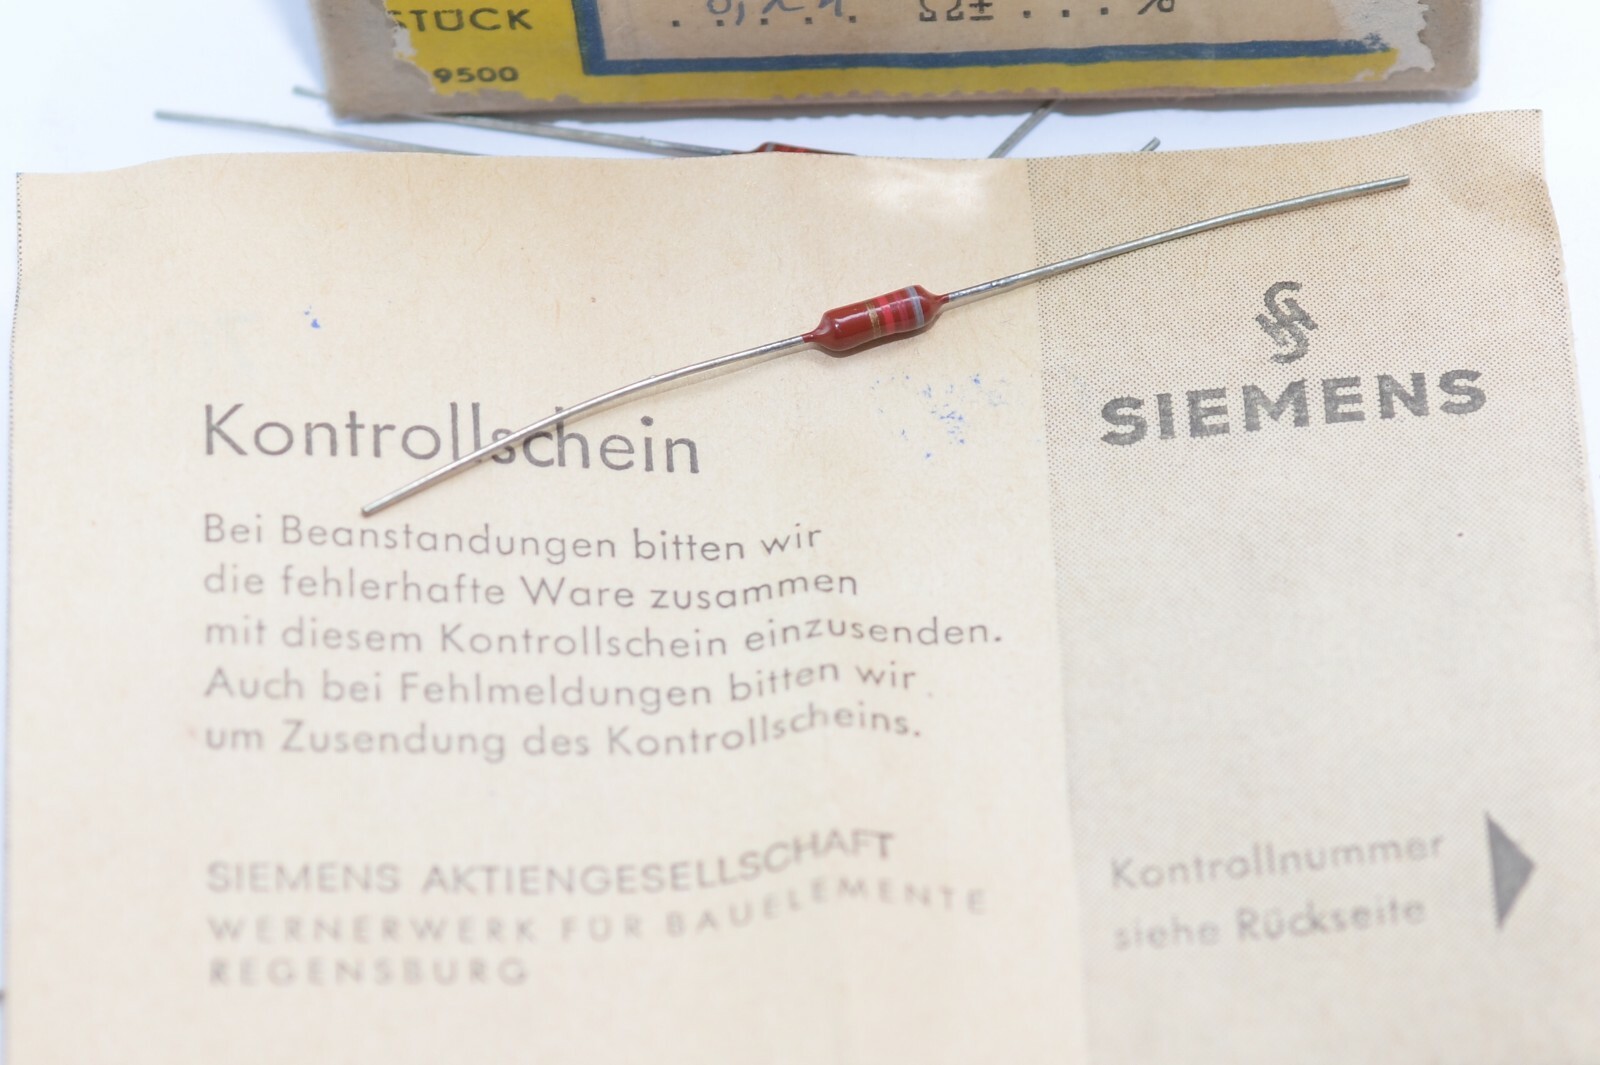 STÜCK
Ω Ω ± . . . %
9500
SIEMENS
Kontrollschein
Bei Beanstandungen bitten wir
die fehlerhafte Ware zusammen
mit diesem Kontrollschein einzusenden.
Auch bei Fehlmeldungen bitten wir
um Zusendung des Kontrollscheins.
SIEMENS AKTIENGESELLSCHAFT
WERNERWERK FÜR BAUELEMENTE
REGENSBURG
Kontrollnummer
siehe Rückseite